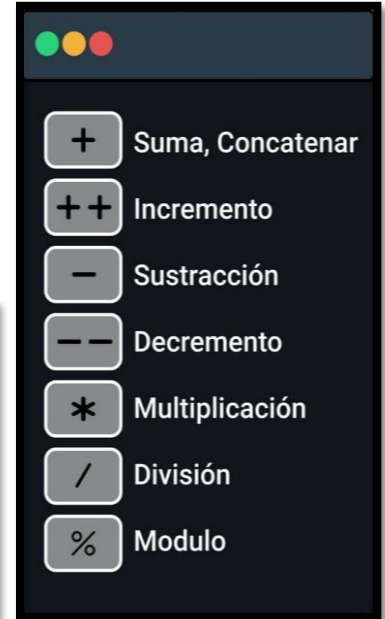 + Suma, Concatenar
++ Incremento
- Sustracción
-- Decremento
* Multiplicación
/ División
% Modulo